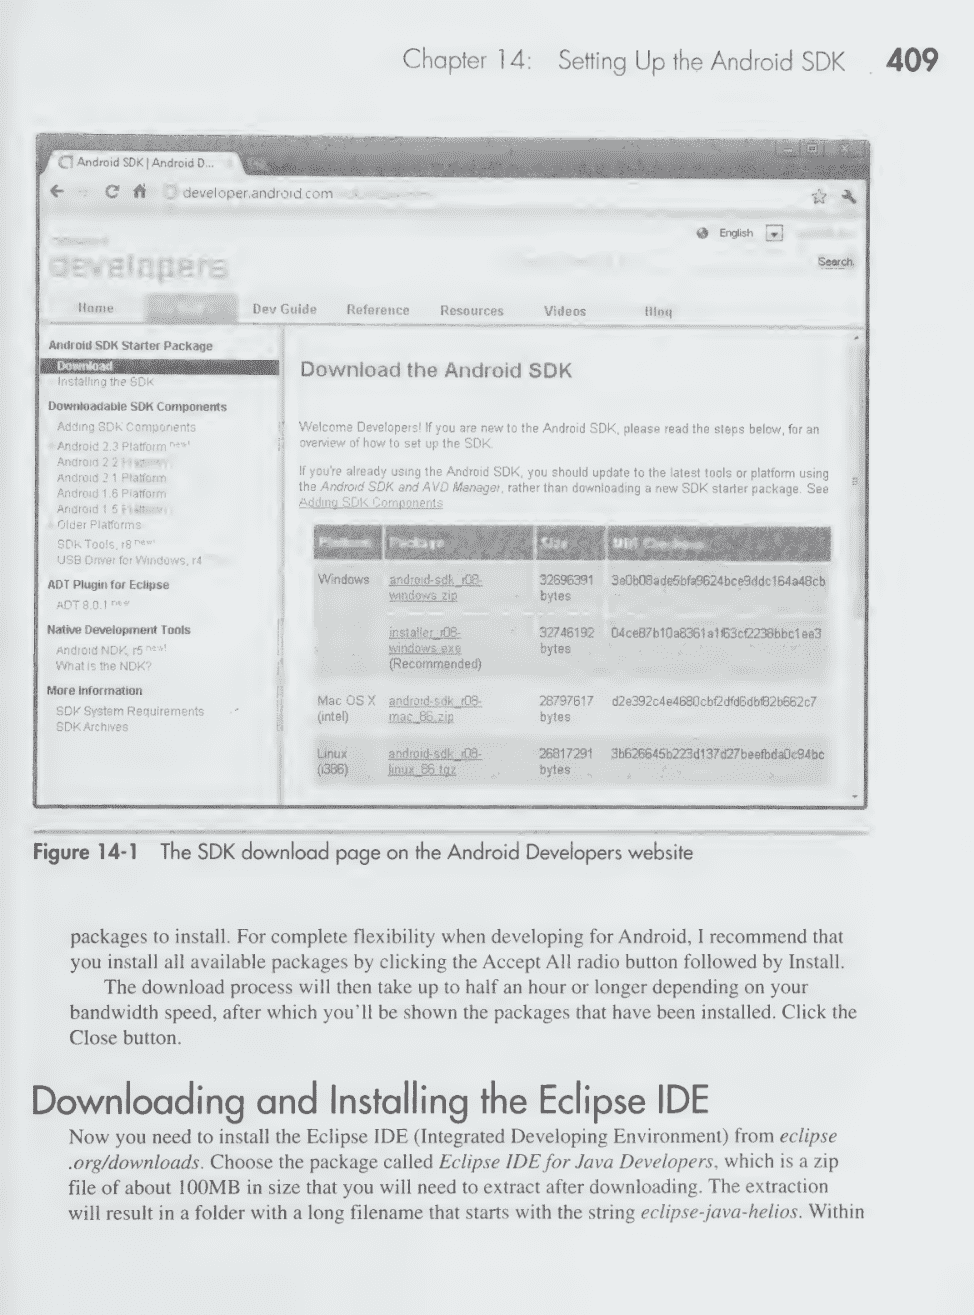 Chapter 14: Setting Up the Android SDK 409
Android SDK | Android D...
developer.android.com
English
developers
Search
Home Dev Guide Reference Resources Videos Blog
Android SDK Starter Package
Download
Installing the SDK
Downloadable SDK Components
Adding SDK Components
Android 2.3 Platform new!
Android 2.2 Platform
Android 2.1 Platform
Android 1.6 Platform
Android 1.5 Platform
Older Platforms
SDK Tools, r8 new!
USB Driver for Windows, r4
ADT Plugin for Eclipse
ADT 8.0.1 new!
Native Development Tools
Android NDK, r5 new!
What is the NDK?
More Information
SDK System Requirements
SDK Archives
Download the Android SDK
Welcome Developers! If you are new to the Android SDK, please read the steps below, for an
overview of how to set up the SDK.
If you're already using the Android SDK, you should update to the latest tools or platform using
the Android SDK and AVD Manager, rather than downloading a new SDK starter package. See
Adding SDK Components
Platform Package Size MD5 Checksum
Windows android-sdk_r08- 32696391 3e0b08ade5bfa9624bce9ddc164a48cb
windows.zip bytes
installer_r08- 32746192 04ce87b10a8361a1f63cf2238bbc1ee3
windows.exe bytes
(Recommended)
Mac OS X android-sdk_r08- 28797617 d2e392c4e4680cbf2dfd6dbf82b662c7
(intel) mac_86.zip bytes
Linux android-sdk_r08- 26817291 3b626645b223d137d27beefbda0c94bc
(i386) linux_86.tgz bytes
Figure 14-1 The SDK download page on the Android Developers website
packages to install. For complete flexibility when developing for Android, I recommend that
you install all available packages by clicking the Accept All radio button followed by Install.
The download process will then take up to half an hour or longer depending on your
bandwidth speed, after which you'll be shown the packages that have been installed. Click the
Close button.
Downloading and Installing the Eclipse IDE
Now you need to install the Eclipse IDE (Integrated Developing Environment) from eclipse
.org/downloads. Choose the package called Eclipse IDE for Java Developers, which is a zip
file of about 100MB in size that you will need to extract after downloading. The extraction
will result in a folder with a long filename that starts with the string eclipse-java-helios. Within